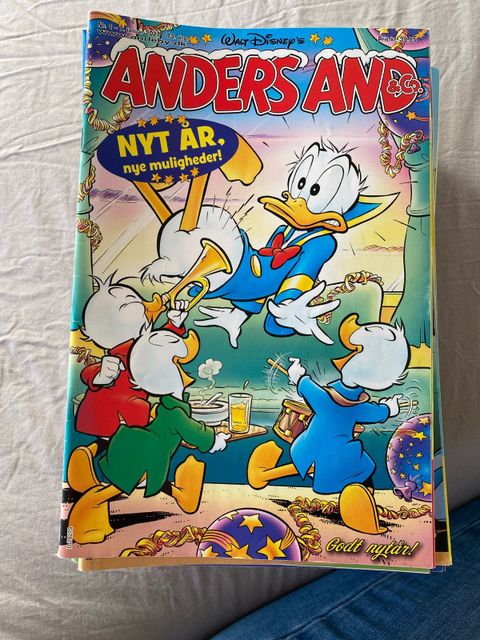 WALT DISNEY'S
ANDERS AND
& Co.
NYT ÅR,
nye muligheder!
Godt nytår!